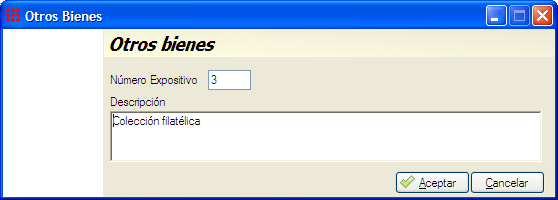 Otros Bienes
Otros bienes
Número Expositivo 3
Descripción
Colección filatélica
Aceptar Cancelar